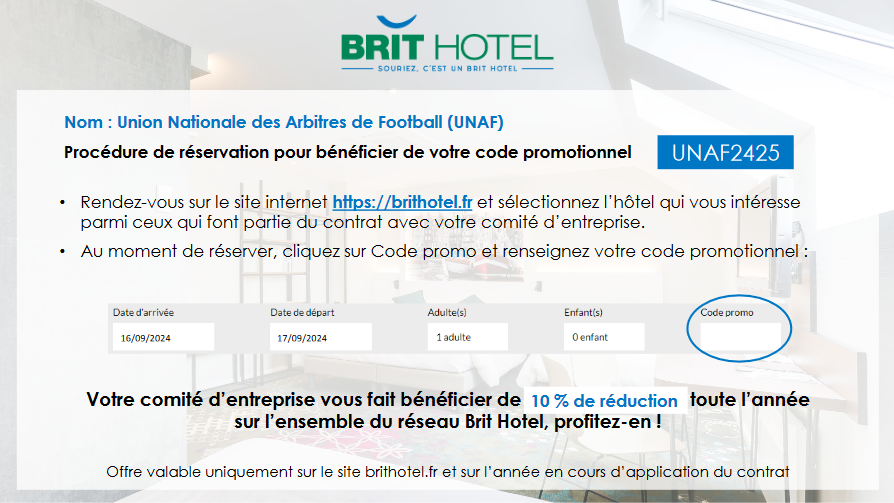 BRIT HOTEL
SOURIEZ, C'EST UN BRIT HOTEL
Nom : Union Nationale des Arbitres de Football (UNAF)
Procédure de réservation pour bénéficier de votre code promotionnel UNAF2425
• Rendez-vous sur le site internet https://brithotel.fr et sélectionnez l'hôtel qui vous intéresse
parmi ceux qui font partie du contrat avec votre comité d'entreprise.
• Au moment de réserver, cliquez sur Code promo et renseignez votre code promotionnel :
Date d'arrivée Date de départ Adulte(s) Enfant(s) Code promo
16/09/2024 17/09/2024 1 adulte 0 enfant
Votre comité d'entreprise vous fait bénéficier de 10 % de réduction toute l'année
sur l'ensemble du réseau Brit Hotel, profitez-en !
Offre valable uniquement sur le site brithotel.fr et sur l'année en cours d'application du contrat